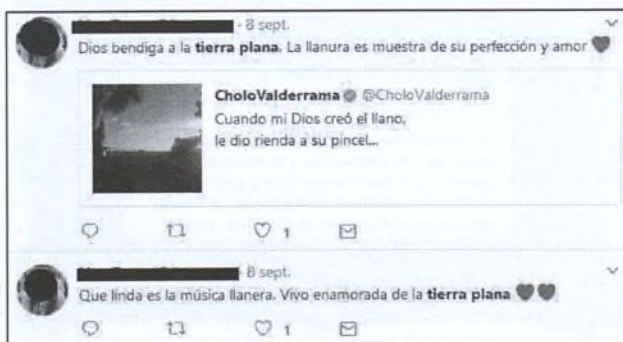 - 8 sept.
Dios bendiga a la tierra plana. La llanura es muestra de su perfección y amor
CholoValderrama @CholoValderrama
Cuando mi Dios creó el llano,
le dio rienda a su pincel...
1
- 8 sept.
Que linda es la música llanera. Vivo enamorada de la tierra plana
1